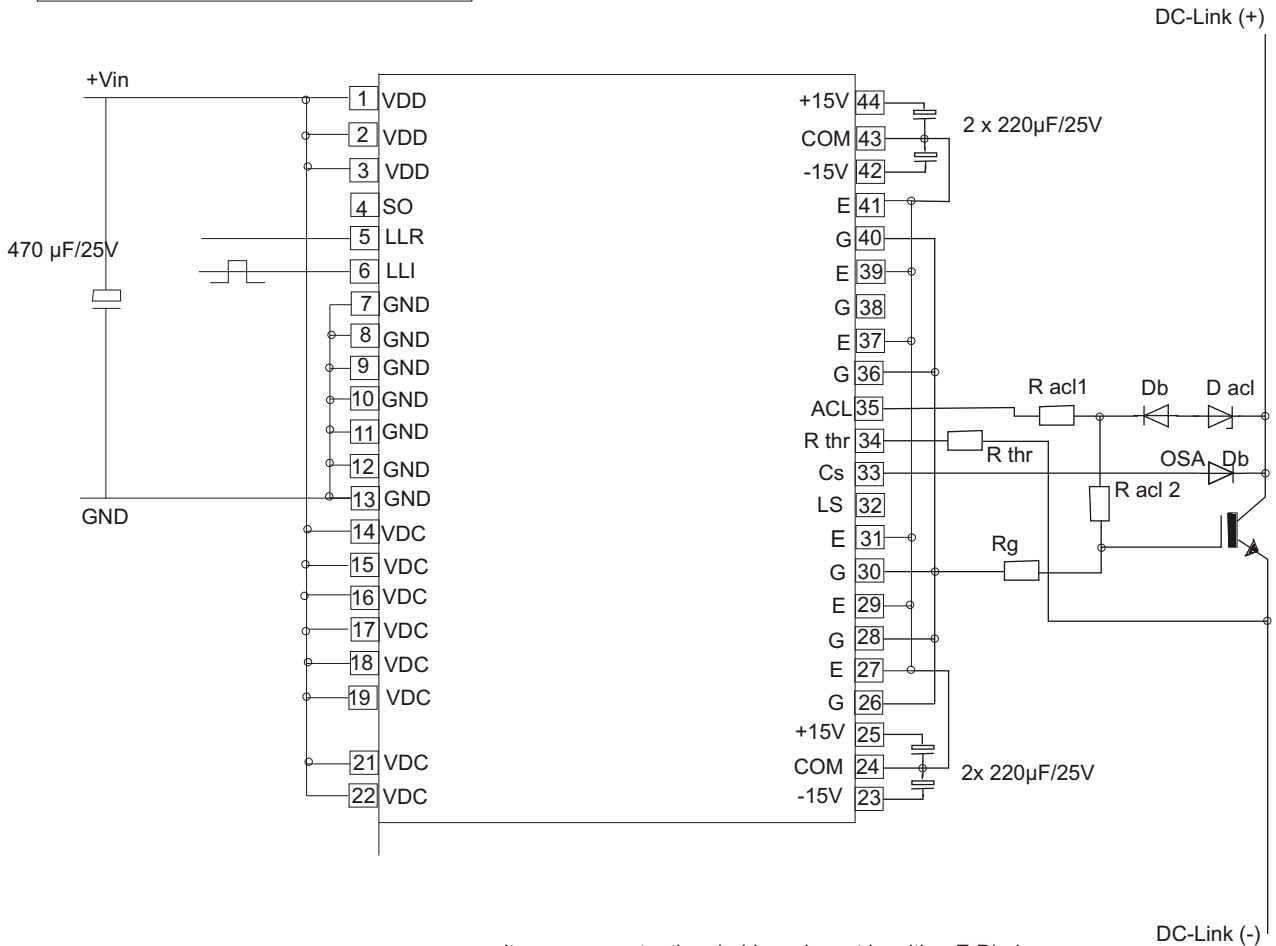 DC-Link (+)
+Vin
1 VDD
2 VDD
3 VDD
4 SO
5 LLR
6 LLI
7 GND
8 GND
9 GND
10 GND
11 GND
12 GND
13 GND
14 VDC
15 VDC
16 VDC
17 VDC
18 VDC
19 VDC
21 VDC
22 VDC
470 µF/25V
GND
+15V 44
COM 43
-15V 42
E 41
G 40
E 39
G 38
E 37
G 36
ACL 35
R thr 34
Cs 33
LS 32
E 31
G 30
E 29
G 28
E 27
G 26
+15V 25
COM 24
-15V 23
2 x 220µF/25V
R acl1
Db
D acl
R thr
OSA Db
R acl 2
Rg
2x 220µF/25V
DC-Link (-)